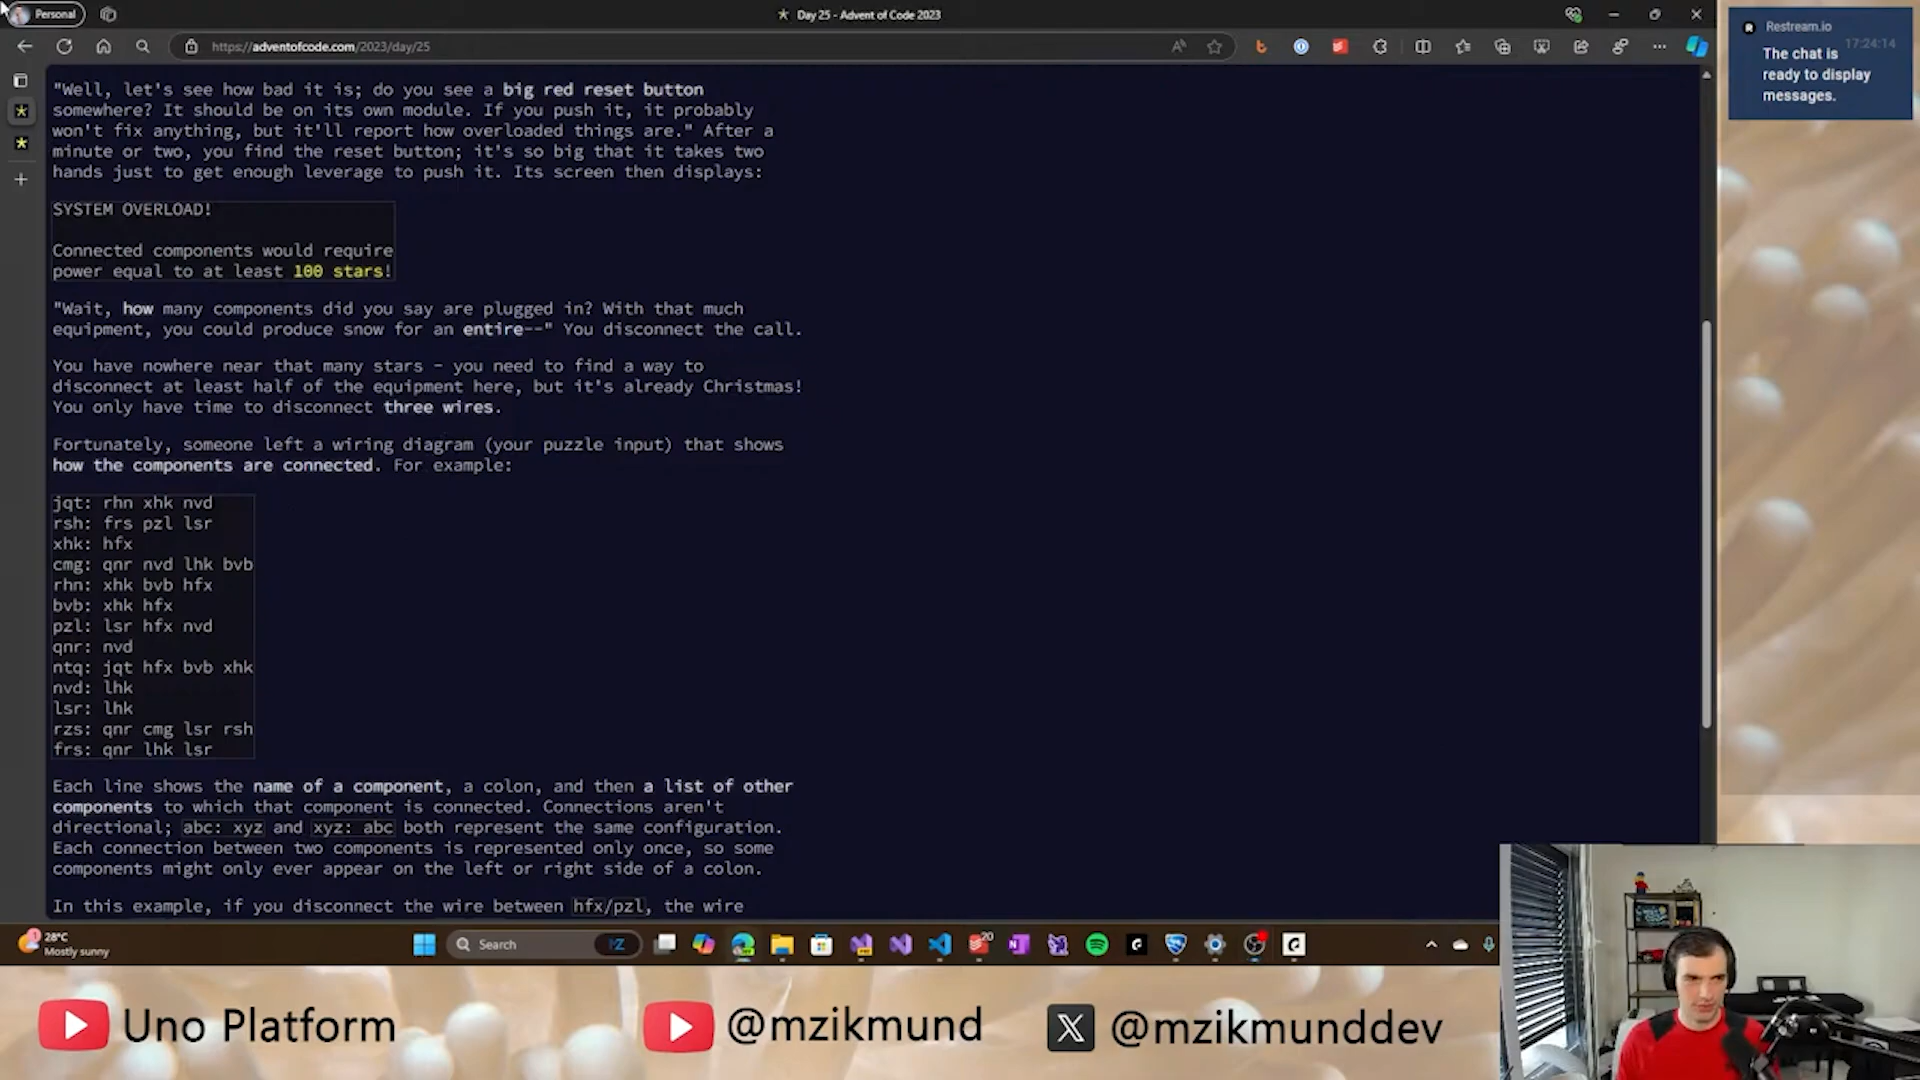 Personal
Day 25 - Advent of Code 2023
https://adventofcode.com/2023/day/25
Restream.io
17:24:14
The chat is
ready to display
messages.
"Well, let's see how bad it is; do you see a big red reset button
somewhere? It should be on its own module. If you push it, it probably
won't fix anything, but it'll report how overloaded things are." After a
minute or two, you find the reset button; it's so big that it takes two
hands just to get enough leverage to push it. Its screen then displays:
SYSTEM OVERLOAD!
Connected components would require
power equal to at least 100 stars!
"Wait, how many components did you say are plugged in? With that much
equipment, you could produce snow for an entire--" You disconnect the call.
You have nowhere near that many stars - you need to find a way to
disconnect at least half of the equipment here, but it's already Christmas!
You only have time to disconnect three wires.
Fortunately, someone left a wiring diagram (your puzzle input) that shows
how the components are connected. For example:
jqt: rhn xhk nvd
rsh: frs pzl lsr
xhk: hfx
cmg: qnr nvd lhk bvb
rhn: xhk bvb hfx
bvb: xhk hfx
pzl: lsr hfx nvd
qnr: nvd
ntq: jqt hfx bvb xhk
nvd: lhk
lsr: lhk
rzs: qnr cmg lsr rsh
frs: qnr lhk lsr
Each line shows the name of a component, a colon, and then a list of other
components to which that component is connected. Connections aren't
directional; abc: xyz and xyz: abc both represent the same configuration.
Each connection between two components is represented only once, so some
components might only ever appear on the left or right side of a colon.
In this example, if you disconnect the wire between hfx/pzl, the wire
28°C
Mostly sunny
Search
20
Uno Platform
@mzikmund
@mzikmunddev